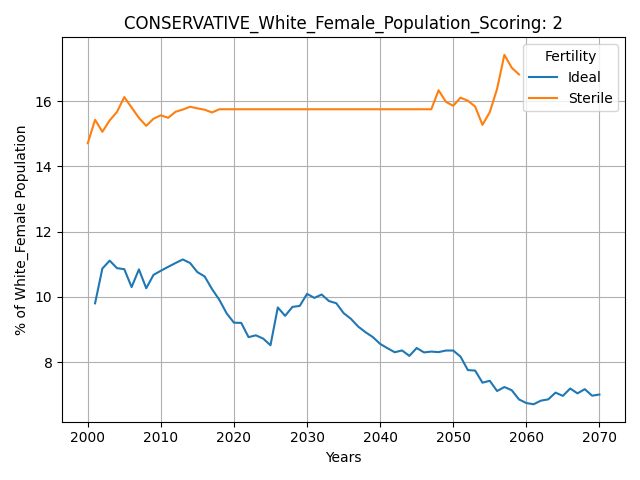 CONSERVATIVE_White_Female_Population_Scoring: 2
Fertility
Ideal
Sterile
% of White_Female Population
16
14
12
10
8
2000 2010 2020 2030 2040 2050 2060 2070
Years